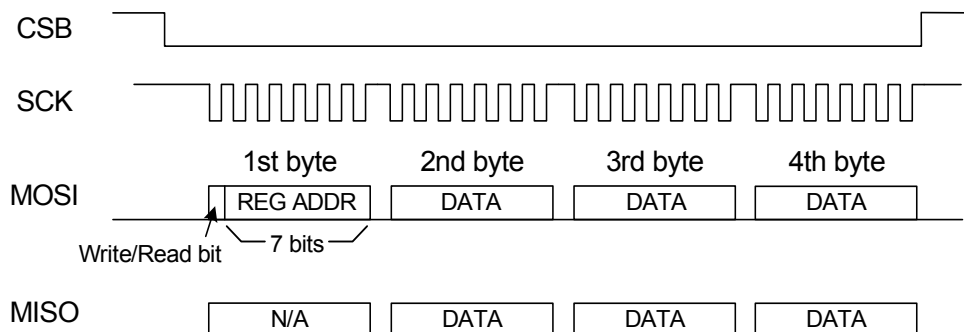 CSB
SCK
1st byte 2nd byte 3rd byte 4th byte
MOSI REG ADDR DATA DATA DATA
Write/Read bit 7 bits
MISO N/A DATA DATA DATA